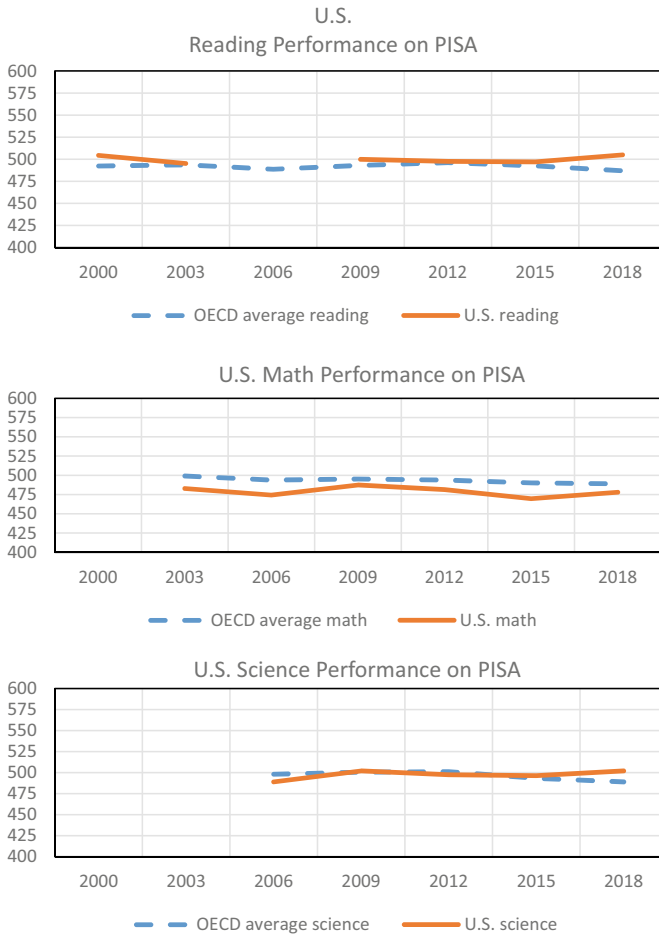 U.S.
Reading Performance on PISA
600
575
550
525
500
475
450
425
400
2000 2003 2006 2009 2012 2015 2018
OECD average reading U.S. reading
U.S. Math Performance on PISA
600
575
550
525
500
475
450
425
400
2000 2003 2006 2009 2012 2015 2018
OECD average math U.S. math
U.S. Science Performance on PISA
600
575
550
525
500
475
450
425
400
2000 2003 2006 2009 2012 2015 2018
OECD average science U.S. science